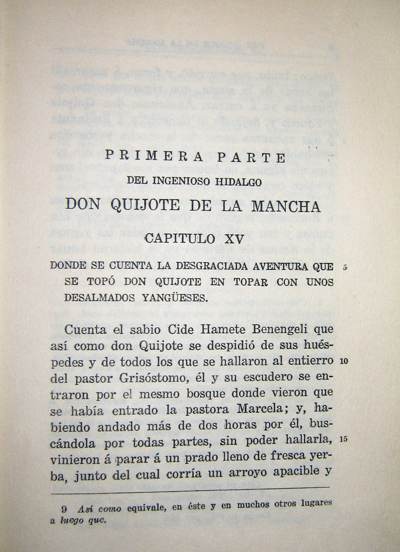 PRIMERA PARTE
DEL INGENIOSO HIDALGO
DON QUIJOTE DE LA MANCHA
CAPITULO XV
DONDE SE CUENTA LA DESGRACIADA AVENTURA QUE 5
SE TOPÓ DON QUIJOTE EN TOPAR CON UNOS
DESALMADOS YANGÜESES.
Cuenta el sabio Cide Hamete Benengeli que
así como don Quijote se despidió de sus hués-
pedes y de todos los que se hallaron al entierro 10
del pastor Grisóstomo, él y su escudero se en-
traron por el mesmo bosque donde vieron que
se había entrado la pastora Marcela; y, ha-
biendo andado más de dos horas por él, bus-
cándola por todas partes, sin poder hallarla, 15
vinieron á parar á un prado lleno de fresca yer-
ba, junto del cual corría un arroyo apacible y
9 Así como equivale, en éste y en muchos otros lugares
a luego que.